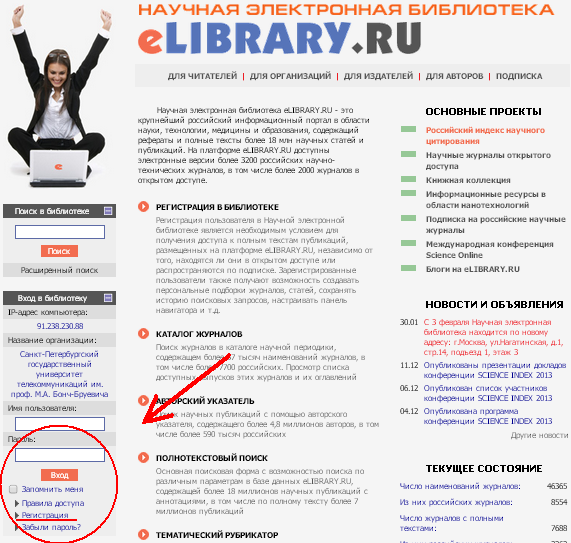 НАУЧНАЯ ЭЛЕКТРОННАЯ БИБЛИОТЕКА
eLIBRARY.RU
ДЛЯ ЧИТАТЕЛЕЙ | ДЛЯ ОРГАНИЗАЦИЙ | ДЛЯ ИЗДАТЕЛЕЙ | ДЛЯ АВТОРОВ | ПОДПИСКА
e
Поиск в библиотеке
Поиск
Расширенный поиск
Вход в библиотеку
IP-адрес компьютера:
91.238.230.88
Название организации:
Санкт-Петербургский
государственный
университет
телекоммуникаций им.
проф. М.А. Бонч-Бруевича
Имя пользователя:
Пароль:
Вход
Запомнить меня
Правила доступа
Регистрация
Забыли пароль?
Научная электронная библиотека eLIBRARY.RU - это
крупнейший российский информационный портал в области
науки, технологии, медицины и образования, содержащий
рефераты и полные тексты более 18 млн научных статей и
публикаций. На платформе eLIBRARY.RU доступны
электронные версии более 3200 российских научно-
технических журналов, в том числе более 2000 журналов в
открытом доступе.
РЕГИСТРАЦИЯ В БИБЛИОТЕКЕ
Регистрация пользователя в Научной электронной
библиотеке является необходимым условием для
получения доступа к полным текстам публикаций,
размещенных на платформе eLIBRARY.RU, независимо от
того, находятся ли они в открытом доступе или
распространяются по подписке. Зарегистрированные
пользователи также получают возможность создавать
персональные подборки журналов, статей, сохранять
историю поисковых запросов, настраивать панель
навигатора и т.д.
КАТАЛОГ ЖУРНАЛОВ
Поиск журналов в каталоге научной периодики,
содержащем более 7 тысяч наименований журналов, в
том числе более 7700 российских. Просмотр списка
доступных выпусков этих журналов и их оглавлений
АВТОРСКИЙ УКАЗАТЕЛЬ
научных публикаций с помощью авторского
указателя, содержащего более 4,8 миллионов авторов, в том
числе более 590 тысяч российских
ПОЛНОТЕКСТОВЫЙ ПОИСК
Основная поисковая форма с возможностью поиска по
различным параметрам в базе данных eLIBRARY.RU,
содержащей более 18 миллионов научных публикаций с
аннотациями, в том числе по полному тексту более 7
миллионов публикаций
ТЕМАТИЧЕСКИЙ РУБРИКАТОР
ОСНОВНЫЕ ПРОЕКТЫ
Российский индекс научного
цитирования
Научные журналы открытого
доступа
Книжная коллекция
Информационные ресурсы в
области нанотехнологий
Подписка на российские научные
журналы
Международная конференция
Science Online
Блоги на eLIBRARY.RU
НОВОСТИ И ОБЪЯВЛЕНИЯ
30.01 С 3 февраля Научная электронная
библиотека находится по новому
адресу: г.Москва, ул.Нагатинская, д.1,
стр.14, подъезд 1, этаж 3
11.12 Опубликованы презентации докладов
конференции SCIENCE INDEX 2013
06.12 Опубликован список участников
конференции SCIENCE INDEX 2013
04.12 Опубликована программа
конференции SCIENCE INDEX 2013
Другие новости
ТЕКУЩЕЕ СОСТОЯНИЕ
Число наименований журналов: 46365
Из них российских журналов: 8554
Число журналов с полными
текстами: 7688